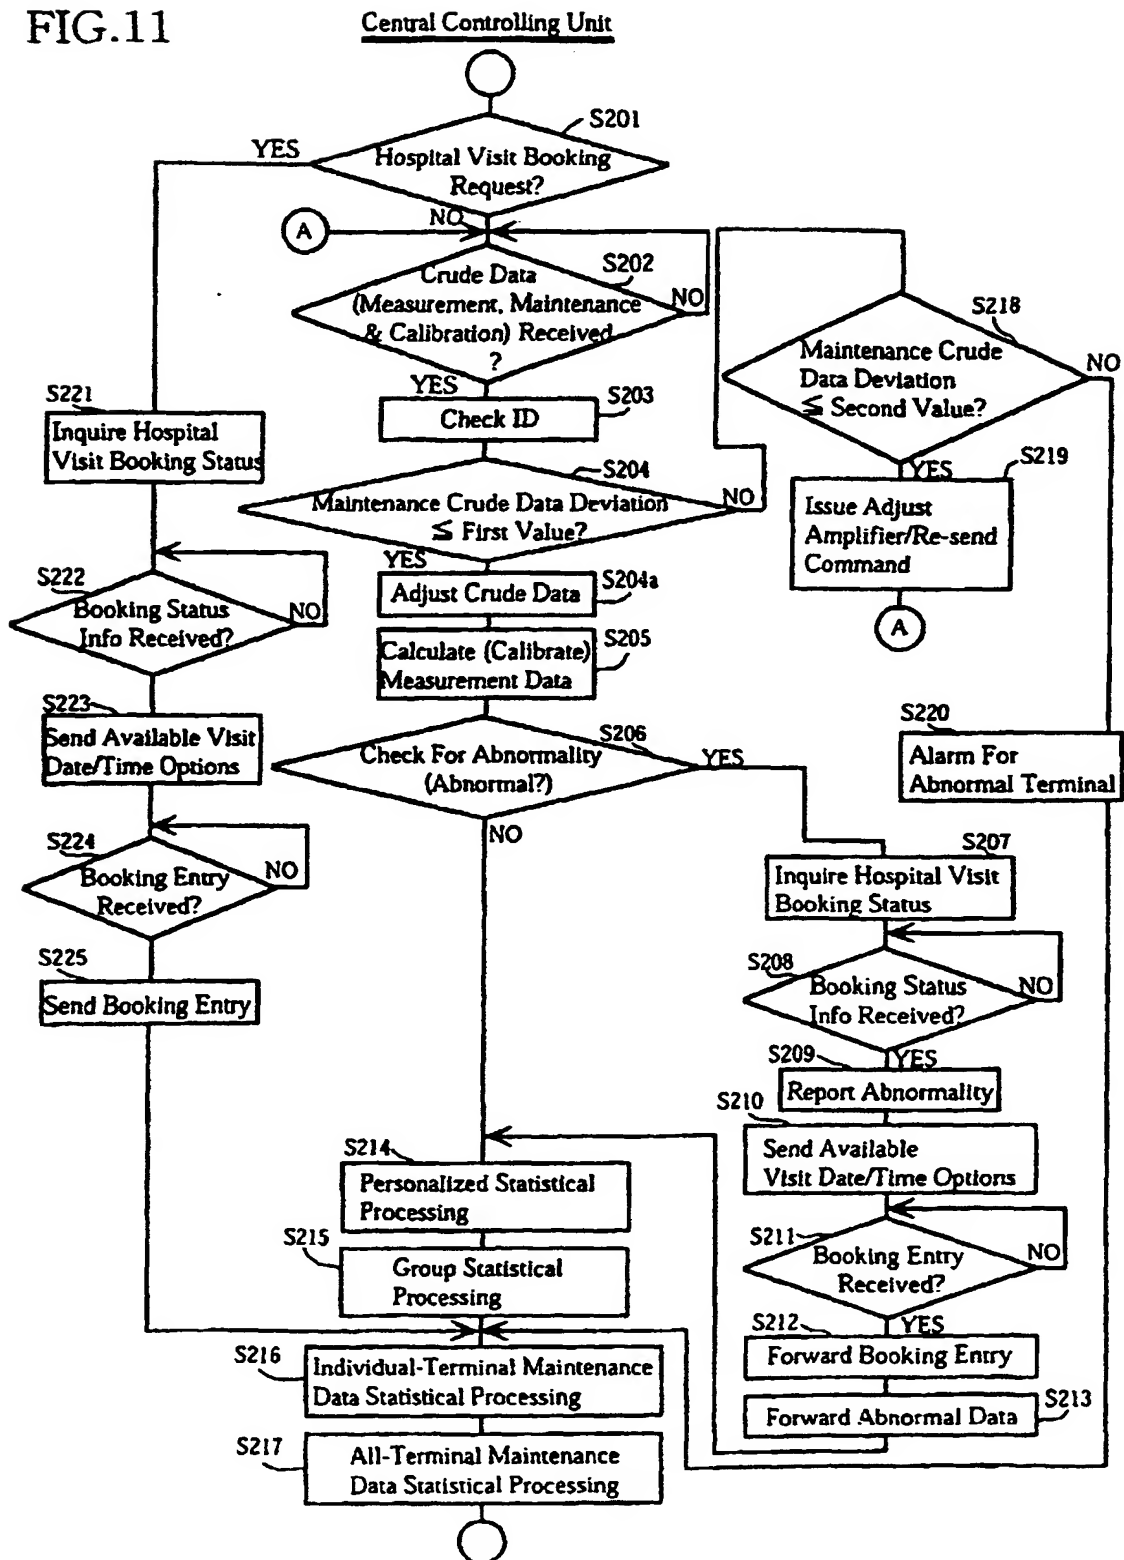 FIG.11
Central Controlling Unit
S201
YES
Hospital Visit Booking
Request?
NO
A
S202
Crude Data
(Measurement, Maintenance
& Calibration) Received
?
NO
YES
S203
Check ID
S204
Maintenance Crude Data Deviation
≦ First Value?
NO
YES
S204a
Adjust Crude Data
S205
Calculate (Calibrate)
Measurement Data
S206
Check For Abnormality
(Abnormal?)
YES
NO
S218
Maintenance Crude
Data Deviation
≦ Second Value?
NO
YES
S219
Issue Adjust
Amplifier/Re-send
Command
A
S220
Alarm For
Abnormal Terminal
S221
Inquire Hospital
Visit Booking Status
S222
Booking Status
Info Received?
NO
S223
Send Available Visit
Date/Time Options
S224
Booking Entry
Received?
NO
S225
Send Booking Entry
S207
Inquire Hospital Visit
Booking Status
S208
Booking Status
Info Received?
NO
YES
S209
Report Abnormality
S210
Send Available
Visit Date/Time Options
S211
Booking Entry
Received?
NO
YES
S212
Forward Booking Entry
S213
Forward Abnormal Data
S214
Personalized Statistical
Processing
S215
Group Statistical
Processing
S216
Individual-Terminal Maintenance
Data Statistical Processing
S217
All-Terminal Maintenance
Data Statistical Processing